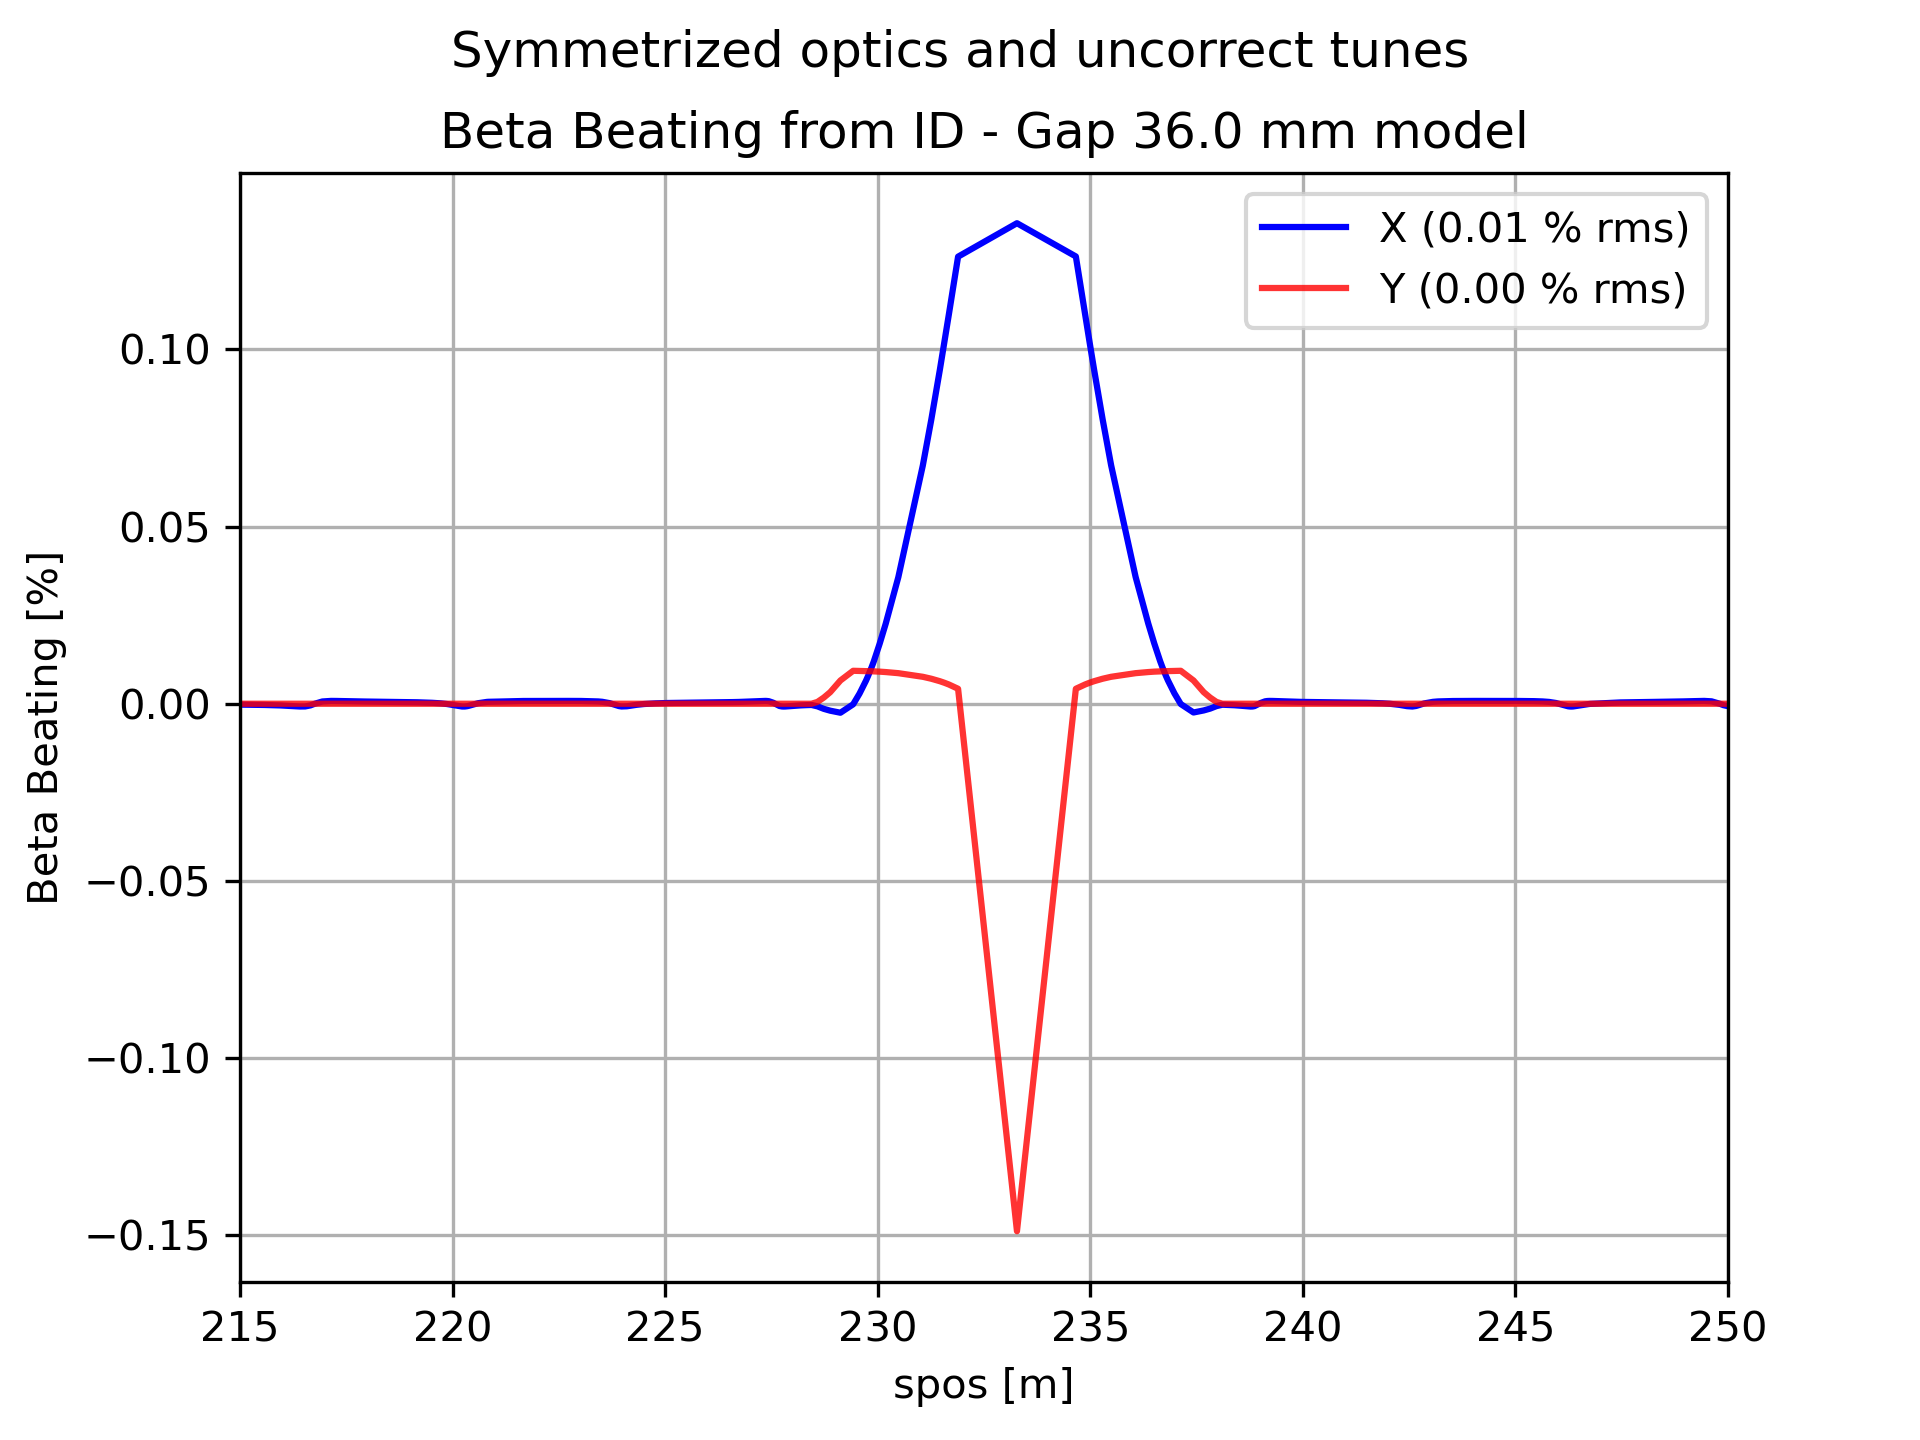 Symmetrized optics and uncorrect tunes
Beta Beating from ID - Gap 36.0 mm model
X (0.01 % rms)
Y (0.00 % rms)
Beta Beating [%]
0.10
0.05
0.00
−0.05
−0.10
−0.15
215 220 225 230 235 240 245 250
spos [m]